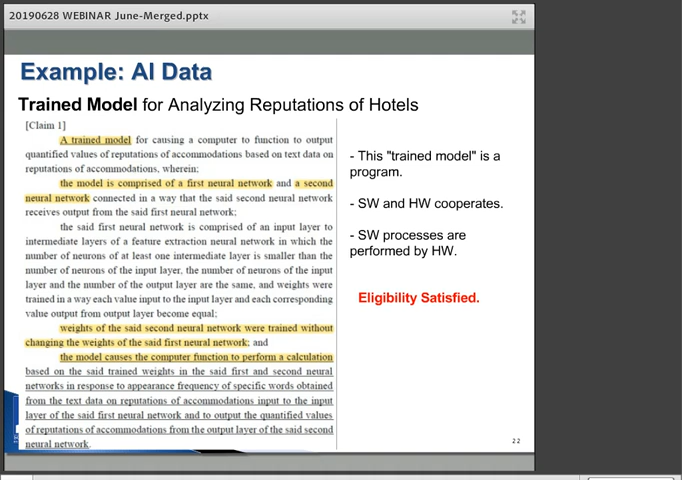 20190628 WEBINAR June-Merged.pptx
Example: AI Data
Trained Model for Analyzing Reputations of Hotels
[Claim 1]
A trained model for causing a computer to function to output
quantified values of reputations of accommodations based on text data on
reputations of accommodations, wherein;
the model is comprised of a first neural network and a second
neural network connected in a way that the said second neural network
receives output from the said first neural network;
the said first neural network is comprised of an input layer to
intermediate layers of a feature extraction neural network in which the
number of neurons of at least one intermediate layer is smaller than the
number of neurons of the input layer, the number of neurons of the input
layer and the number of the output layer are the same, and weights were
trained in a way each value input to the input layer and each corresponding
value output from output layer become equal;
weights of the said second neural network were trained without
changing the weights of the said first neural network; and
the model causes the computer function to perform a calculation
based on the said trained weights in the said first and second neural
networks in response to appearance frequency of specific words obtained
from the text data on reputations of accommodations input to the input
layer of the said first neural network and to output the quantified values
of reputations of accommodations from the output layer of the said second
neural network.
- This "trained model" is a
program.
- SW and HW cooperates.
- SW processes are
performed by HW.
Eligibility Satisfied.
22